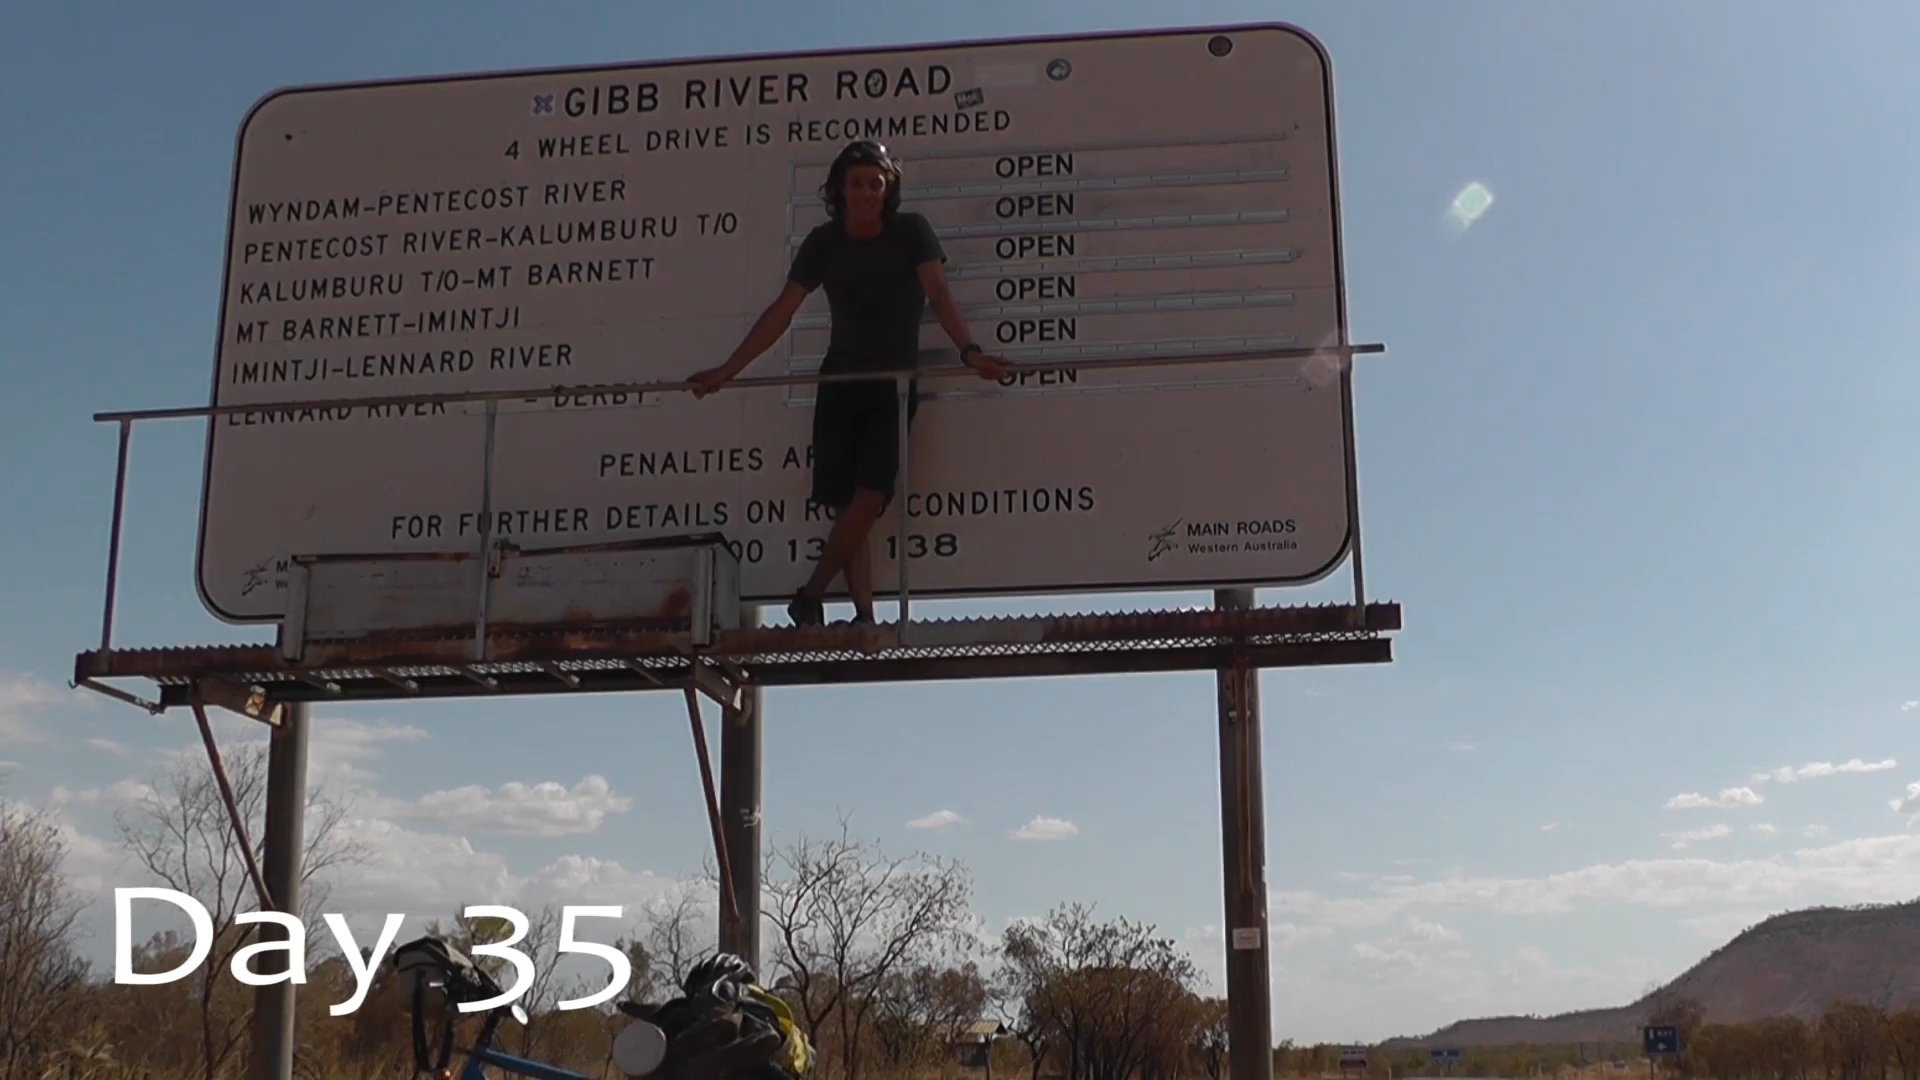 GIBB RIVER ROAD
4 WHEEL DRIVE IS RECOMMENDED
WYNDAM-PENTECOST RIVER OPEN
PENTECOST RIVER-KALUMBURU T/O OPEN
KALUMBURU T/O-MT BARNETT OPEN
MT BARNETT-IMINTJI OPEN
IMINTJI-LENNARD RIVER OPEN
LENNARD RIVER - DERBY OPEN
PENALTIES
FOR FURTHER DETAILS ON CONDITIONS
138
MAIN ROADS
Western Australia
Day 35